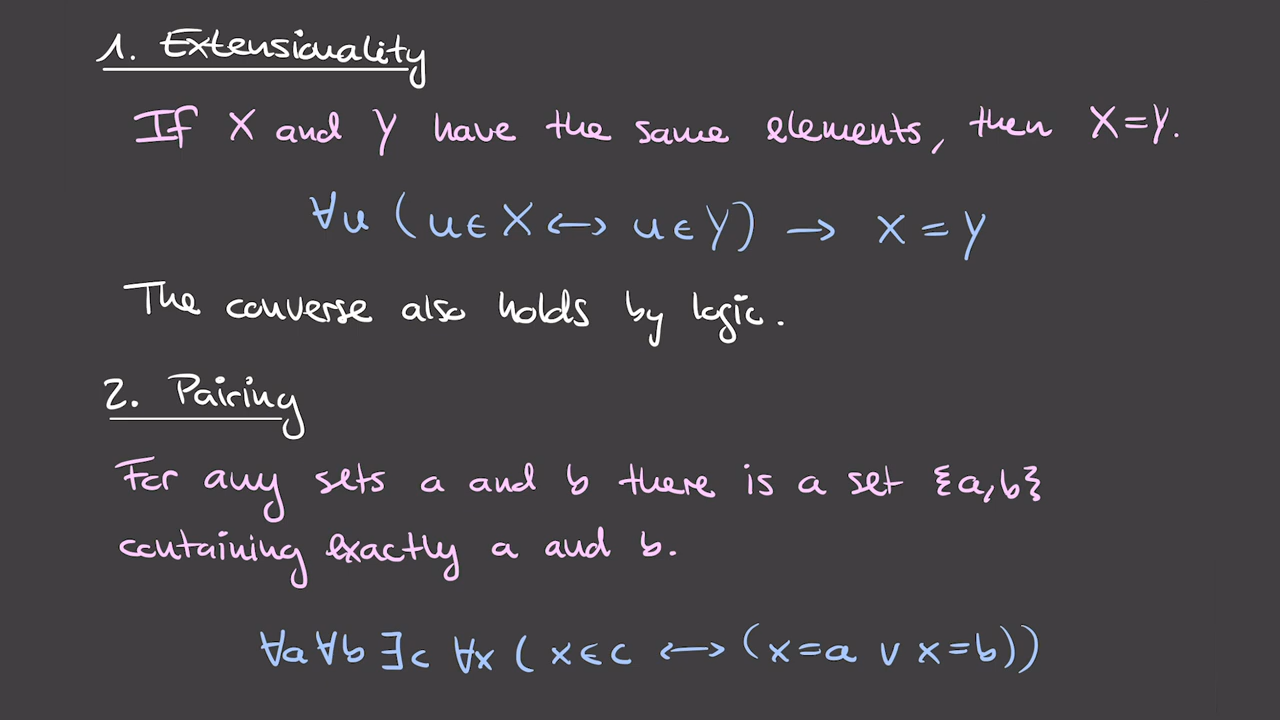 1. Extensionality
If X and Y have the same elements, then X=Y.
∀u (u∈X ↔ u∈Y) → X = Y
The converse also holds by logic.
2. Pairing
For any sets a and b there is a set {a,b}
containing exactly a and b.
∀a ∀b ∃c ∀x ( x∈c ↔ (x=a ∨ x=b))